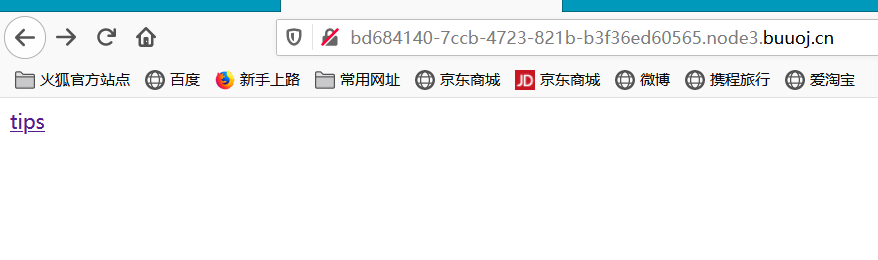 bd684140-7ccb-4723-821b-b3f36ed60565.node3.buuoj.cn
火狐官方站点 百度 新手上路 常用网址 京东商城 JD 京东商城 微博 携程旅行 爱淘宝
tips